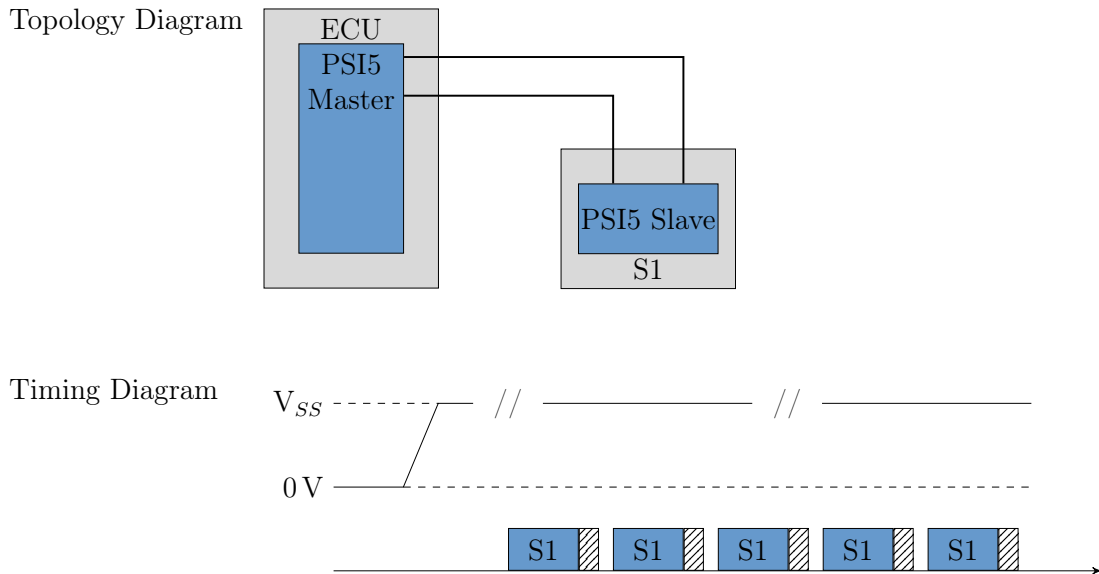 Topology Diagram
ECU
PSI5
Master
PSI5 Slave
S1
Timing Diagram
V_SS
0 V
S1 S1 S1 S1 S1